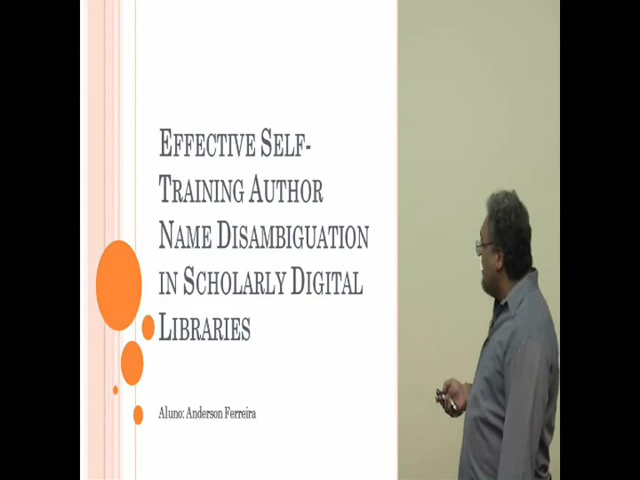 Effective Self-
Training Author
Name Disambiguation
in Scholarly Digital
Libraries
Aluno: Anderson Ferreira